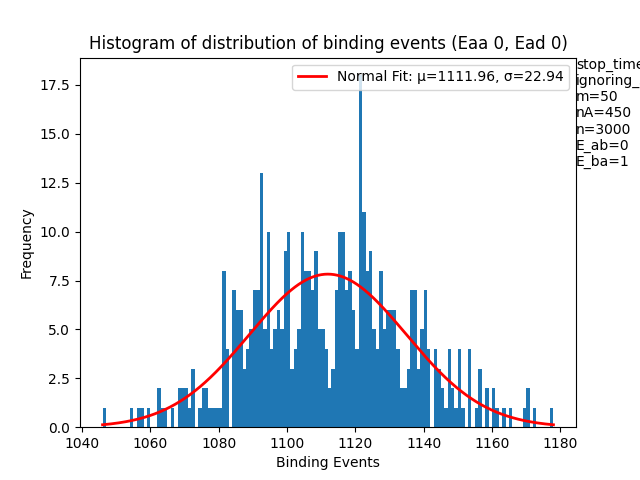 Histogram of distribution of binding events (Eaa 0, Ead 0)
Normal Fit: μ=1111.96, σ=22.94
stop_time
ignoring_
m=50
nA=450
n=3000
E_ab=0
E_ba=1
Frequency
17.5
15.0
12.5
10.0
7.5
5.0
2.5
0.0
1040 1060 1080 1100 1120 1140 1160 1180
Binding Events